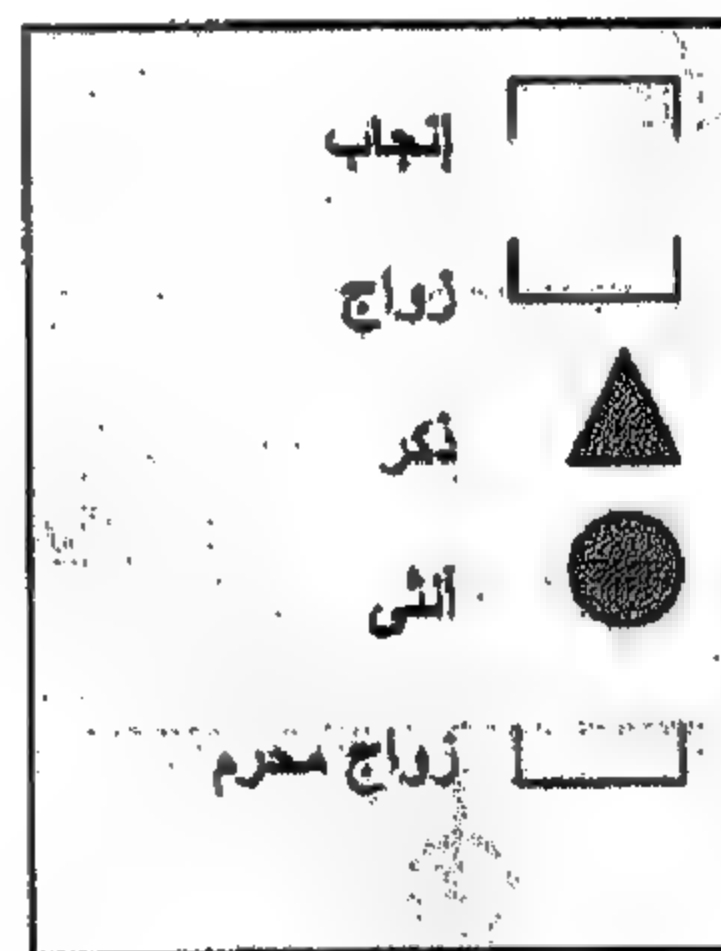 إنجاب
زواج
ذكر
أنثى
زواج محرم